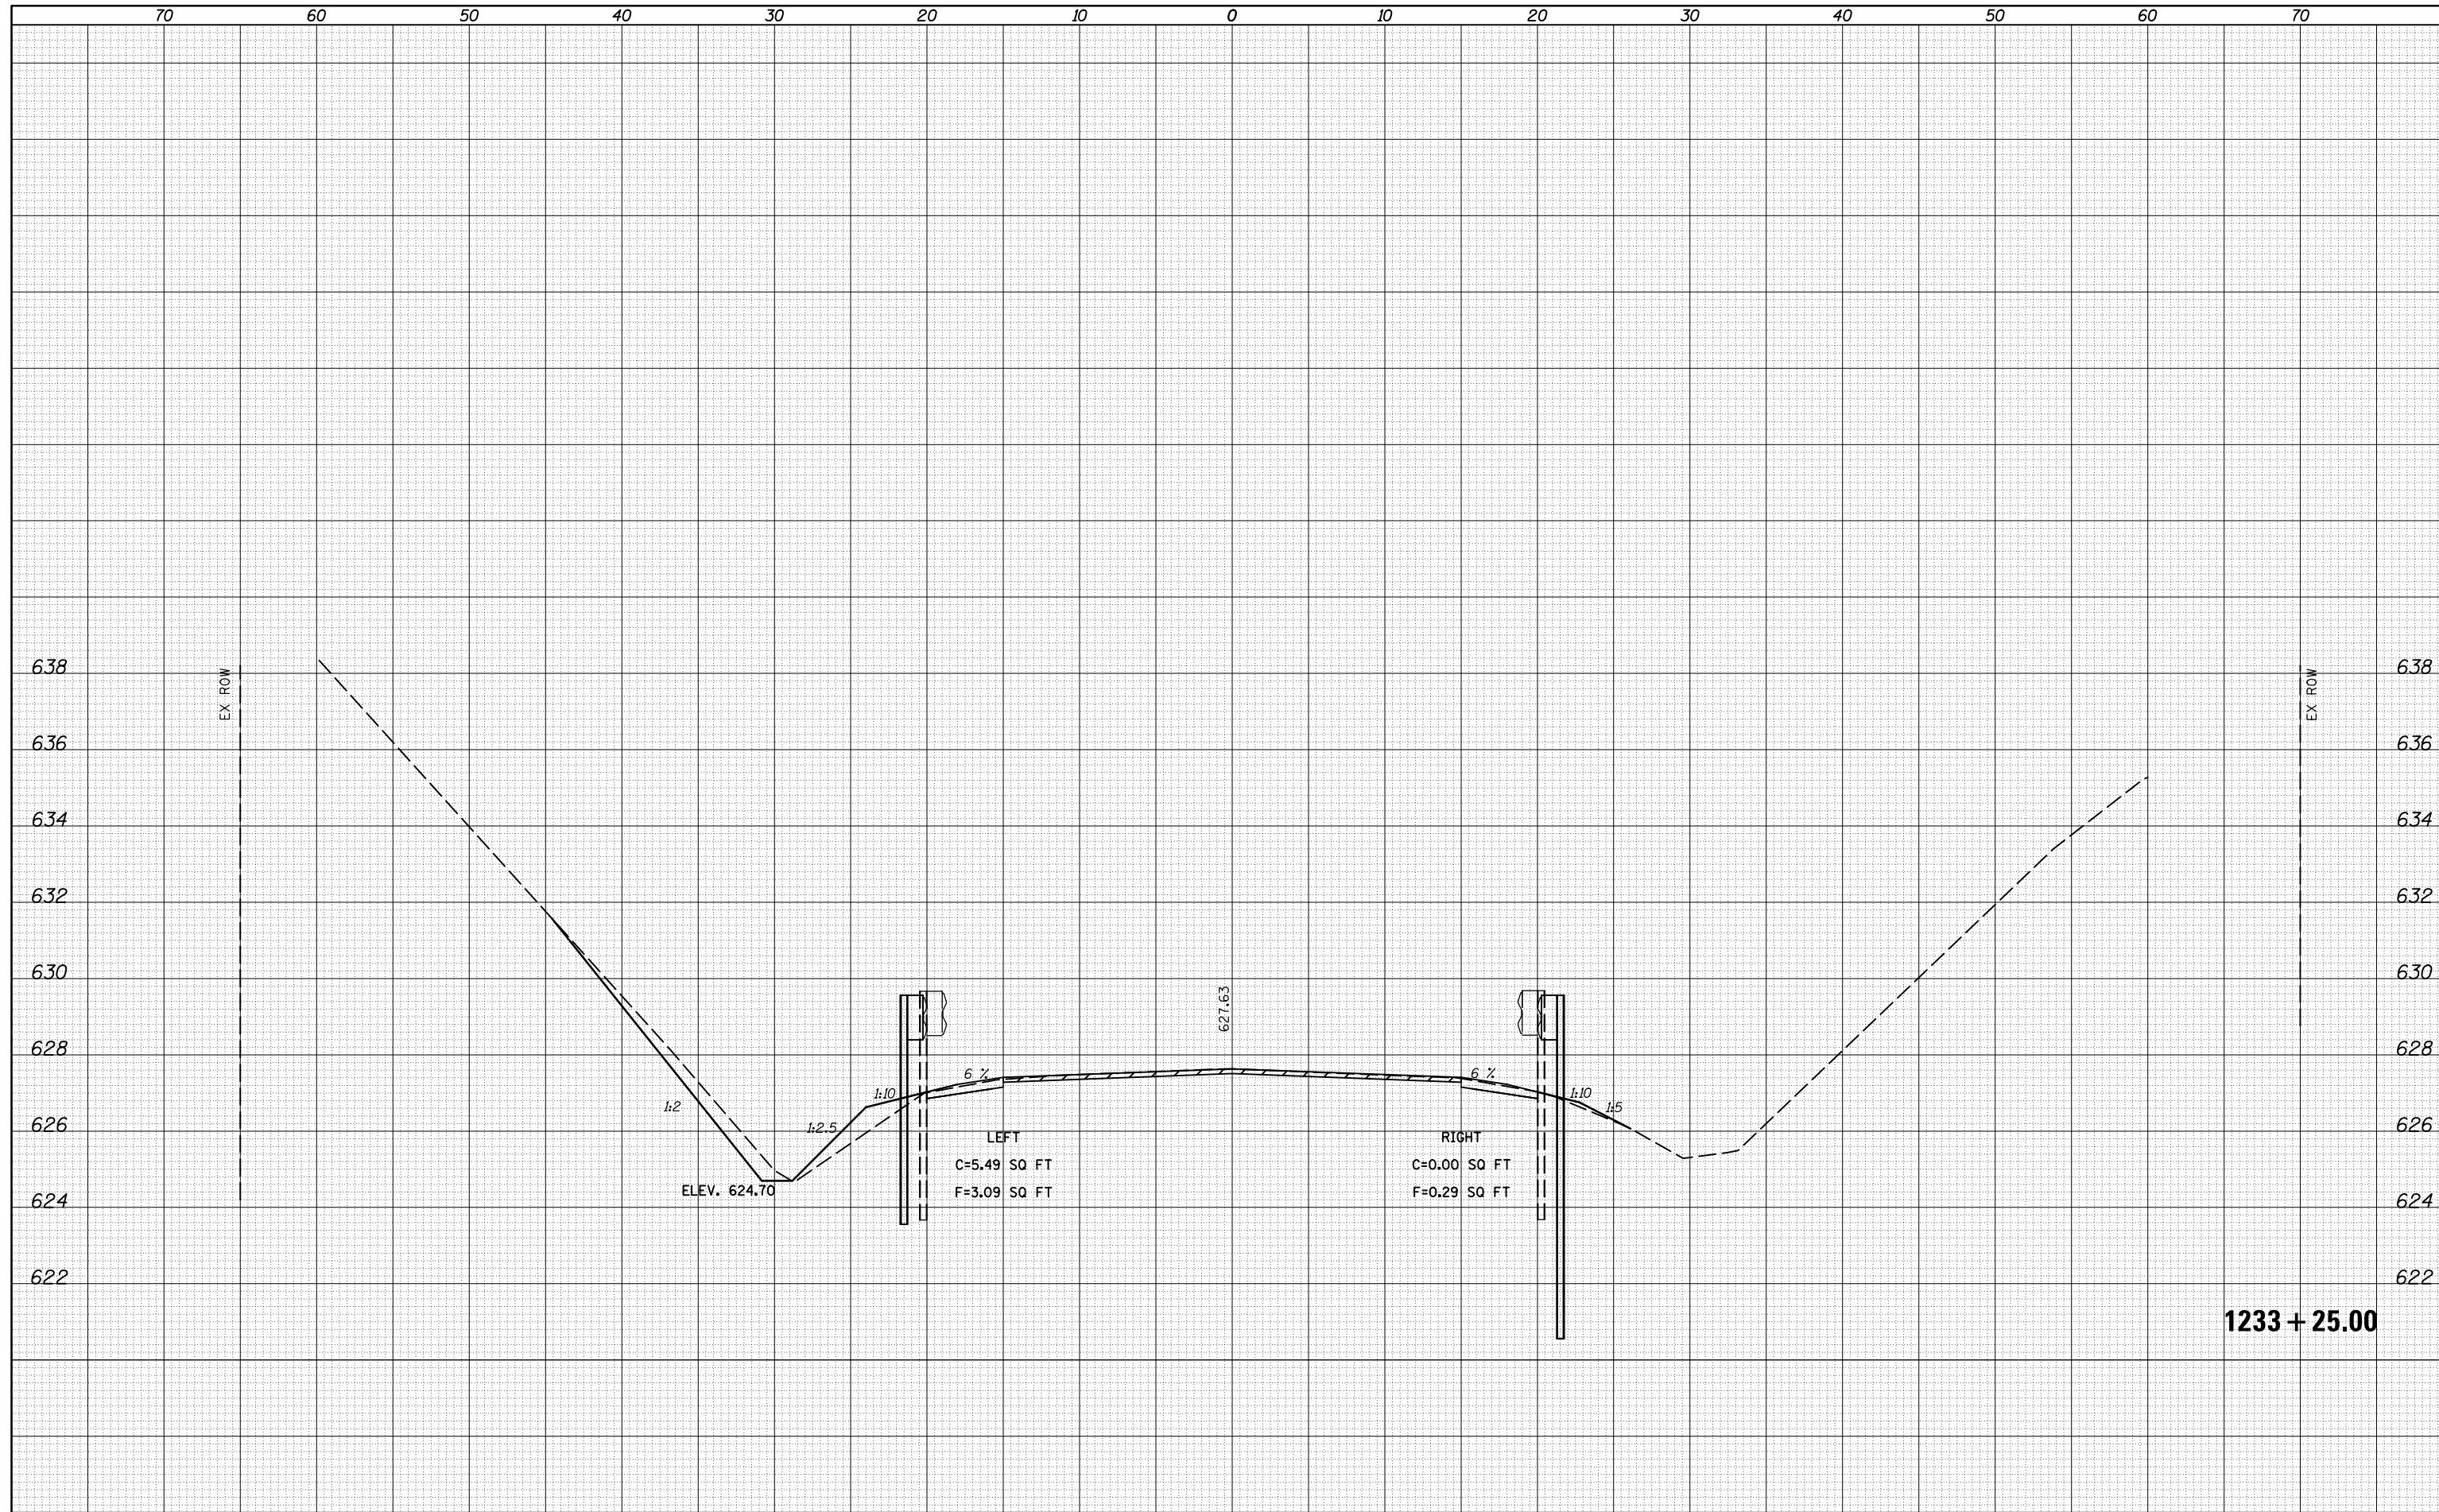 70 60 50 40 30 20 10 0 10 20 30 40 50 60 70
638 638
EX ROW EX ROW
636 636
634 634
632 632
630 630
627.63
628 628
6 % 6 %
1:10 1:10
1:2 1:5
1:2.5
626 626
LEFT RIGHT
C=5.49 SQ FT C=0.00 SQ FT
ELEV. 624.70 F=3.09 SQ FT F=0.29 SQ FT
624 624
622 622
1233 + 25.00